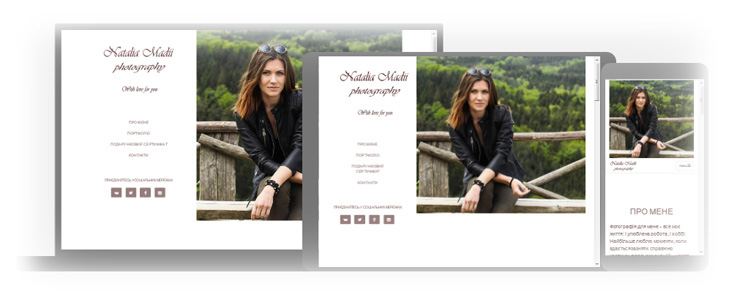 Natalia Madii
photography
With love for you
ПРО МЕНЕ
ПОРТФОЛІО
ПОДАРУНКОВИЙ СЕРТИФІКАТ
КОНТАКТИ
ПРИЄДНУЙТЕСЬ У СОЦІАЛЬНИХ МЕРЕЖАХ
Natalia Madii
photography
With love for you
ПРО МЕНЕ
ПОРТФОЛІО
ПОДАРУНКОВИЙ
СЕРТИФІКАТ
КОНТАКТИ
ПРИЄДНУЙТЕСЬ У СОЦІАЛЬНИХ МЕРЕЖАХ
Natalia Madii
photography
ПРО МЕНЕ
Фотографія для мене - все моє
життя: і улюблена робота, і хоббі.
Найбільше люблю моменти, коли
вдається вловити справжню